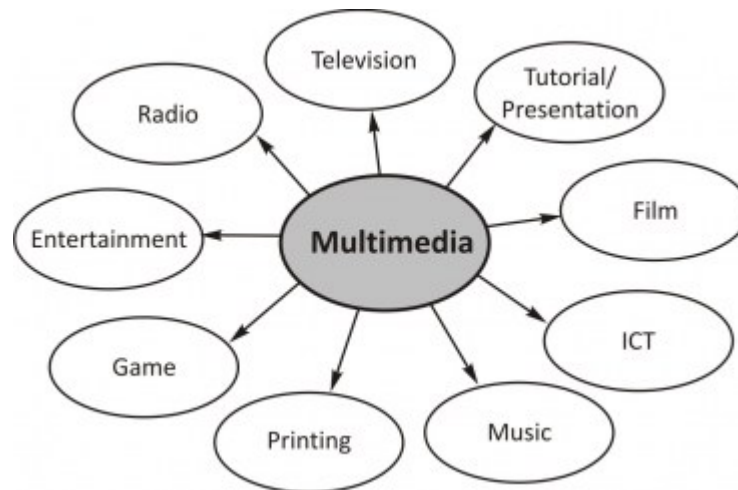 Television
Tutorial/
Presentation
Radio
Film
Entertainment
Multimedia
ICT
Game
Music
Printing